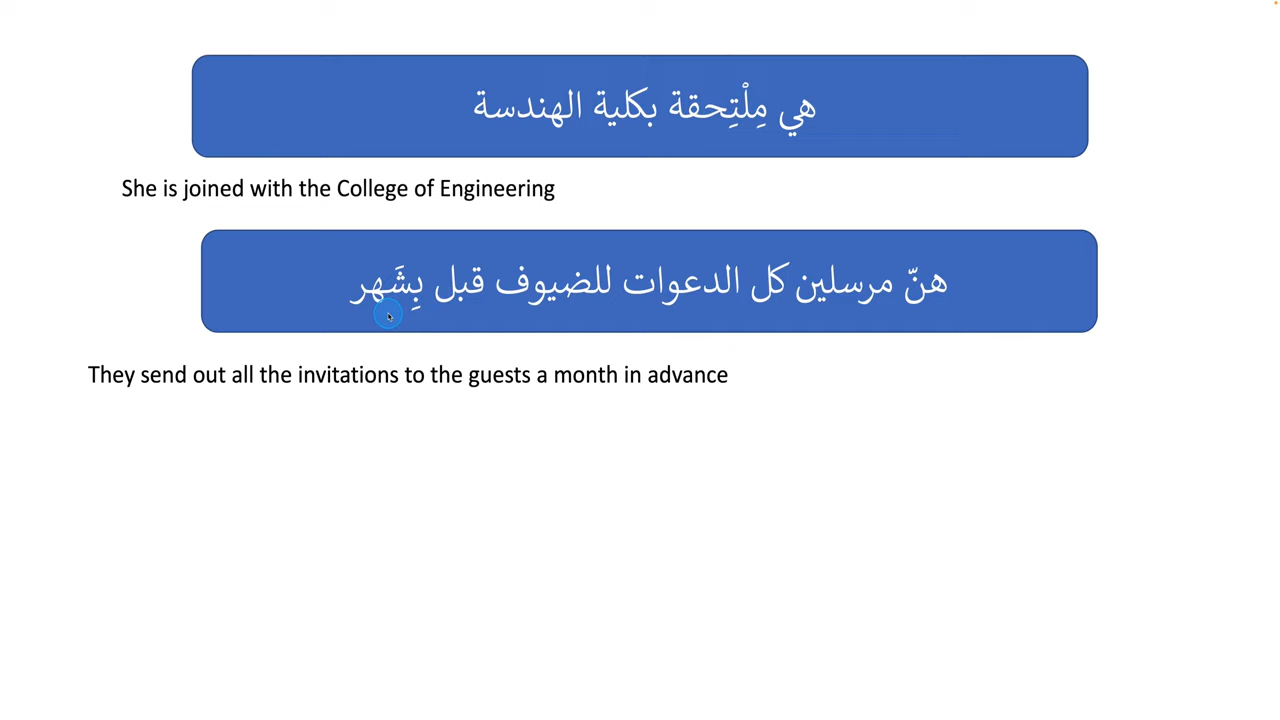 هي مِلْتِحقة بكلية الهندسة
She is joined with the College of Engineering
هنّ مرسلين كل الدعوات للضيوف قبل بِشَهر
They send out all the invitations to the guests a month in advance